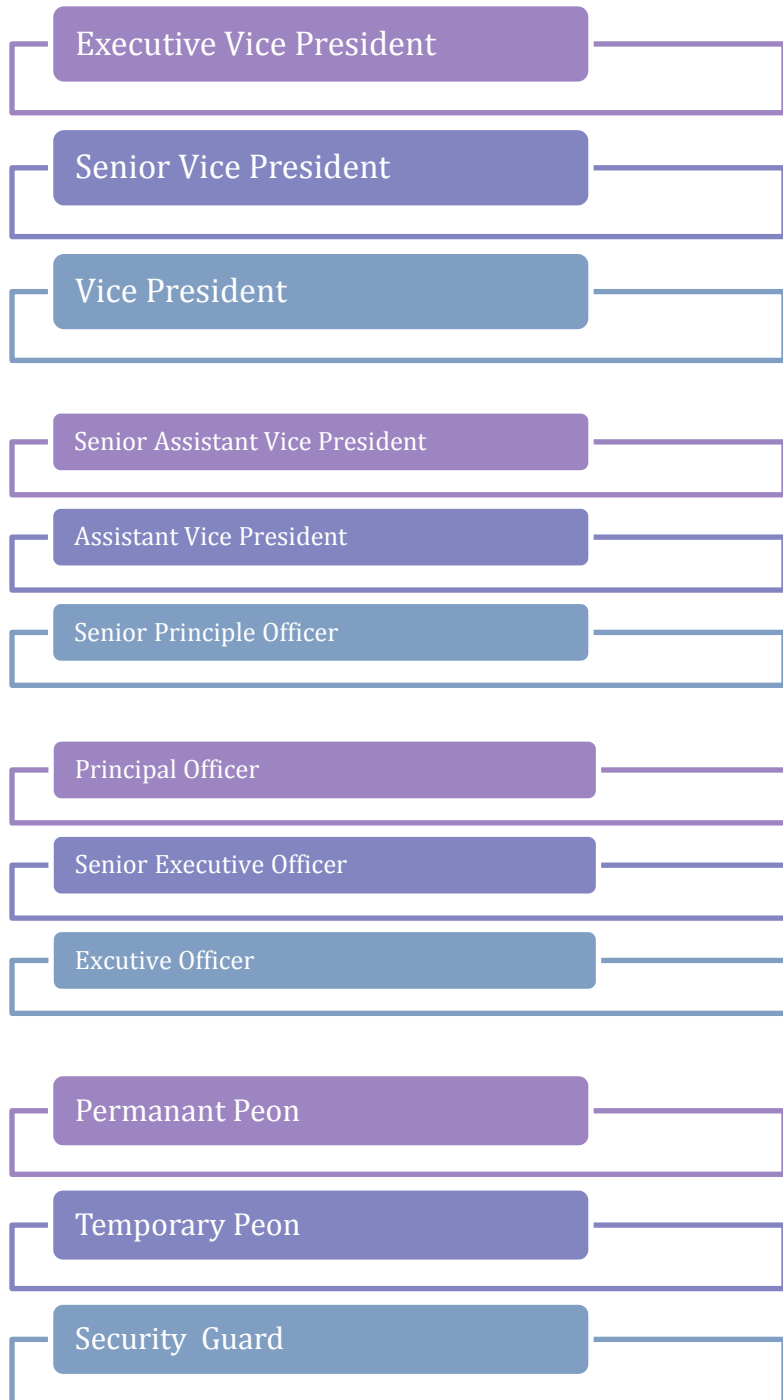 Executive Vice President
Senior Vice President
Vice President
Senior Assistant Vice President
Assistant Vice President
Senior Principle Officer
Principal Officer
Senior Executive Officer
Excutive Officer
Permanant Peon
Temporary Peon
Security  Guard